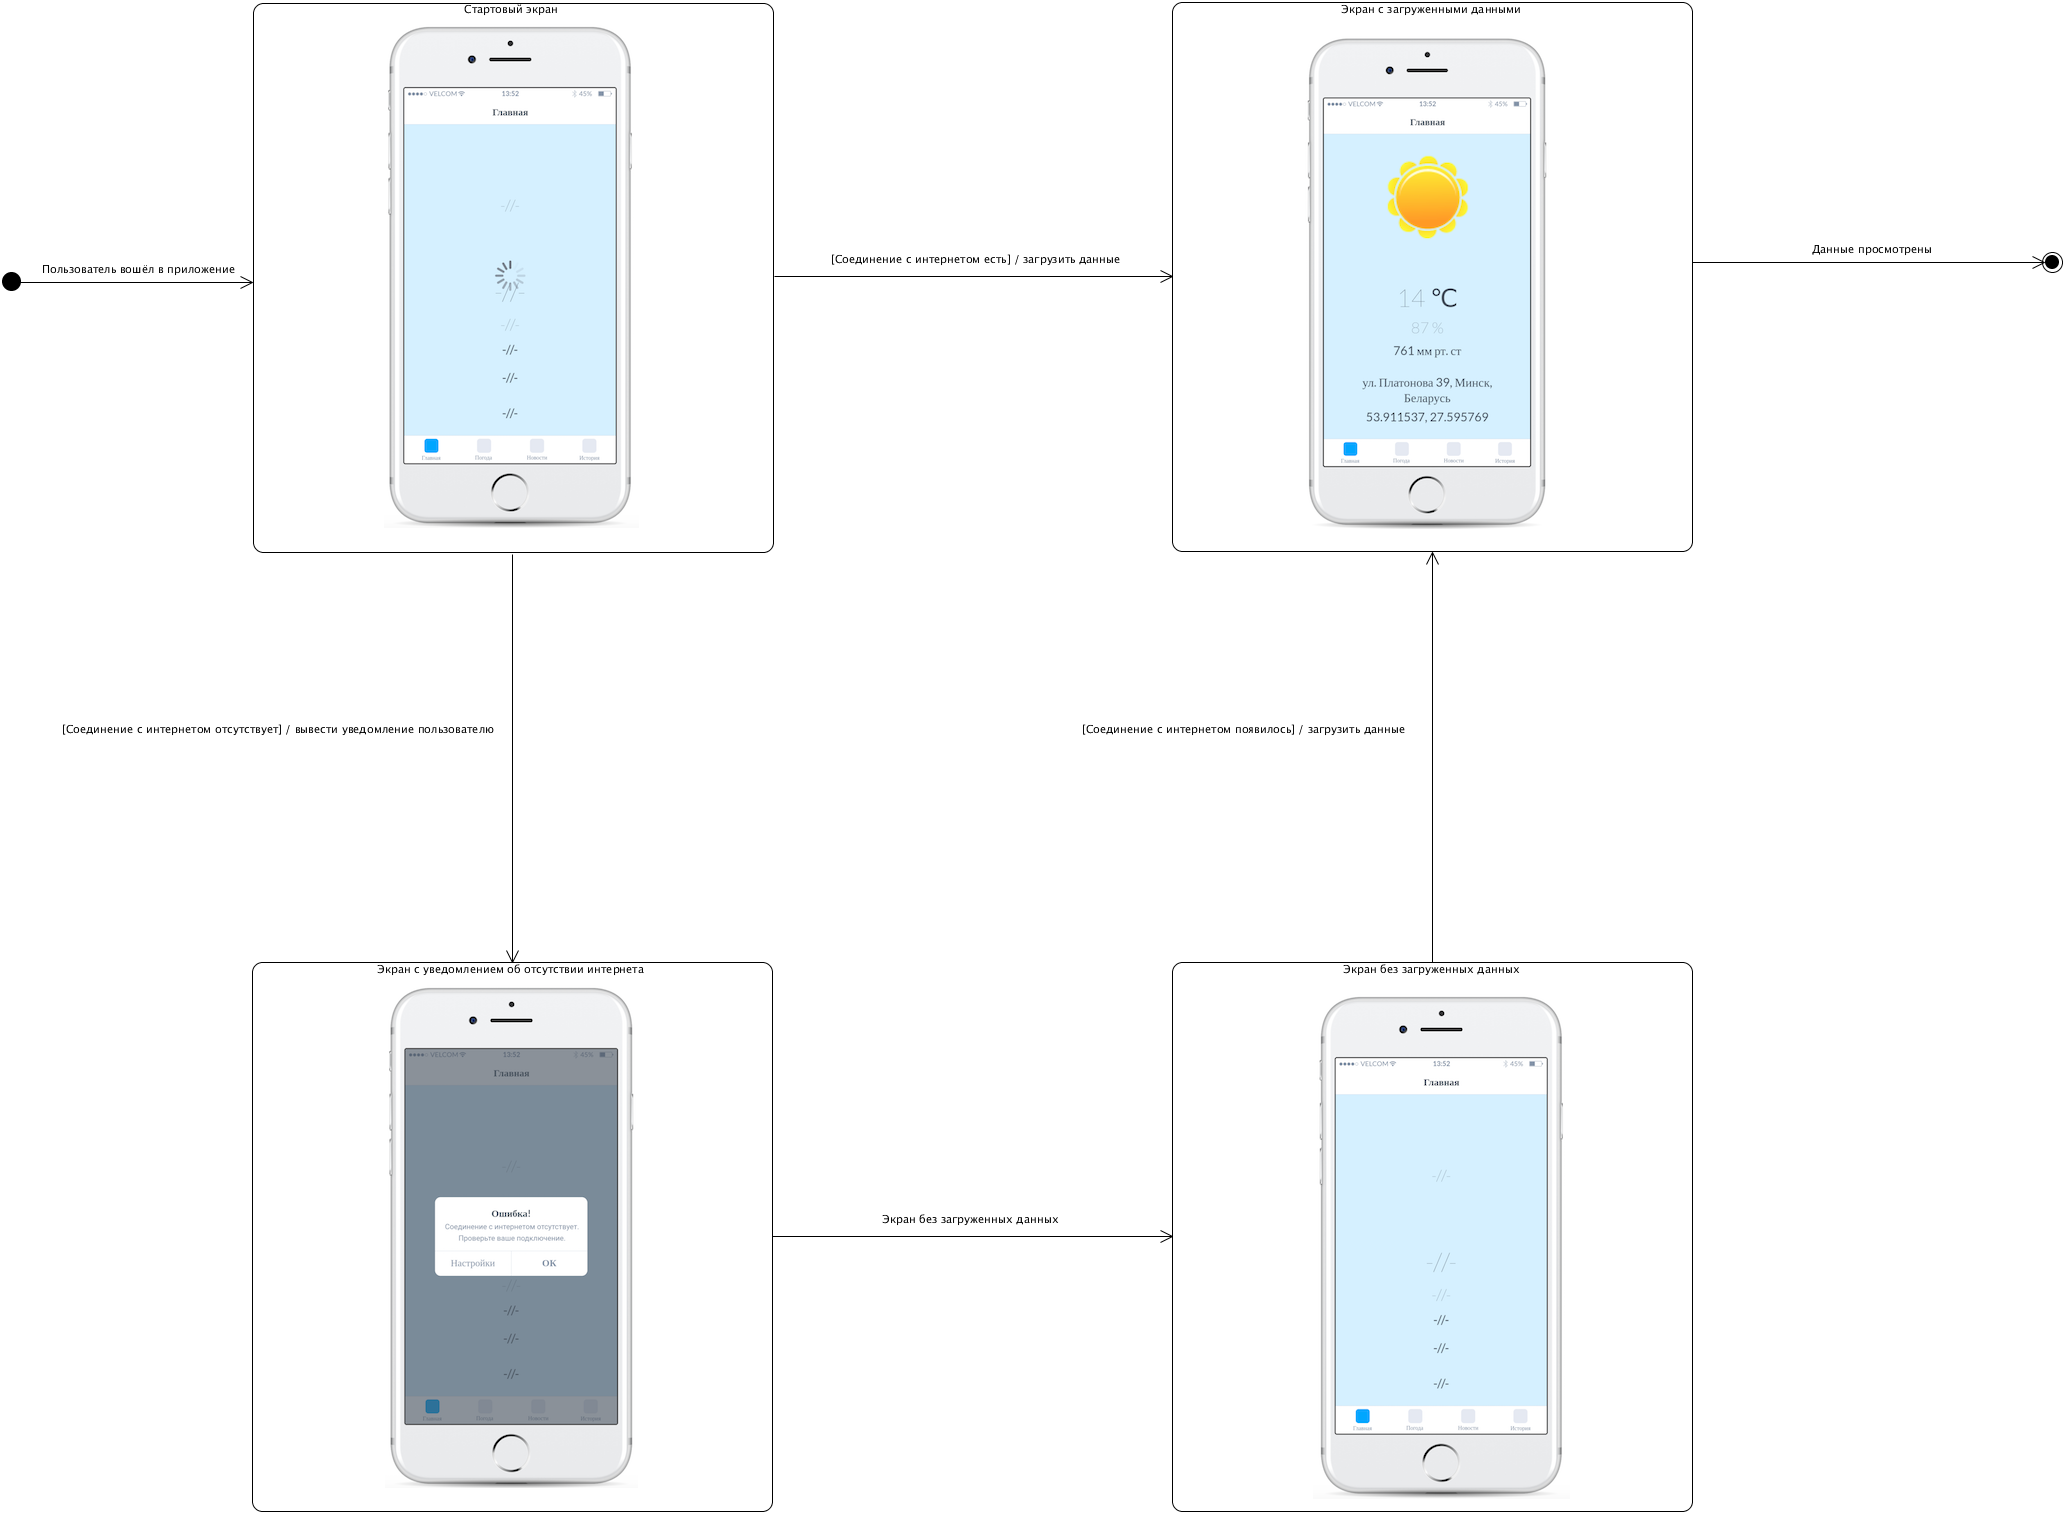 Стартовый экран
VELCOM 13:52 45%
Главная
-//-
-//-
-//-
-//-
-//-
-//-
Главная Погода Новости История
Экран с загруженными данными
VELCOM 13:52 45%
Главная
14 °C
87 %
761 мм рт. ст
ул. Платонова 39, Минск,
Беларусь
53.911537, 27.595769
Главная Погода Новости История
Пользователь вошёл в приложение
[Соединение с интернетом есть] / загрузить данные
Данные просмотрены
[Соединение с интернетом отсутствует] / вывести уведомление пользователю
[Соединение с интернетом появилось] / загрузить данные
Экран с уведомлением об отсутствии интернета
VELCOM 13:52 45%
Главная
-//-
Ошибка!
Соединение с интернетом отсутствует.
Проверьте ваше подключение.
Настройки OK
-//-
-//-
-//-
-//-
Главная Погода Новости История
Экран без загруженных данных
Экран без загруженных данных
VELCOM 13:52 45%
Главная
-//-
-//-
-//-
-//-
-//-
-//-
Главная Погода Новости История